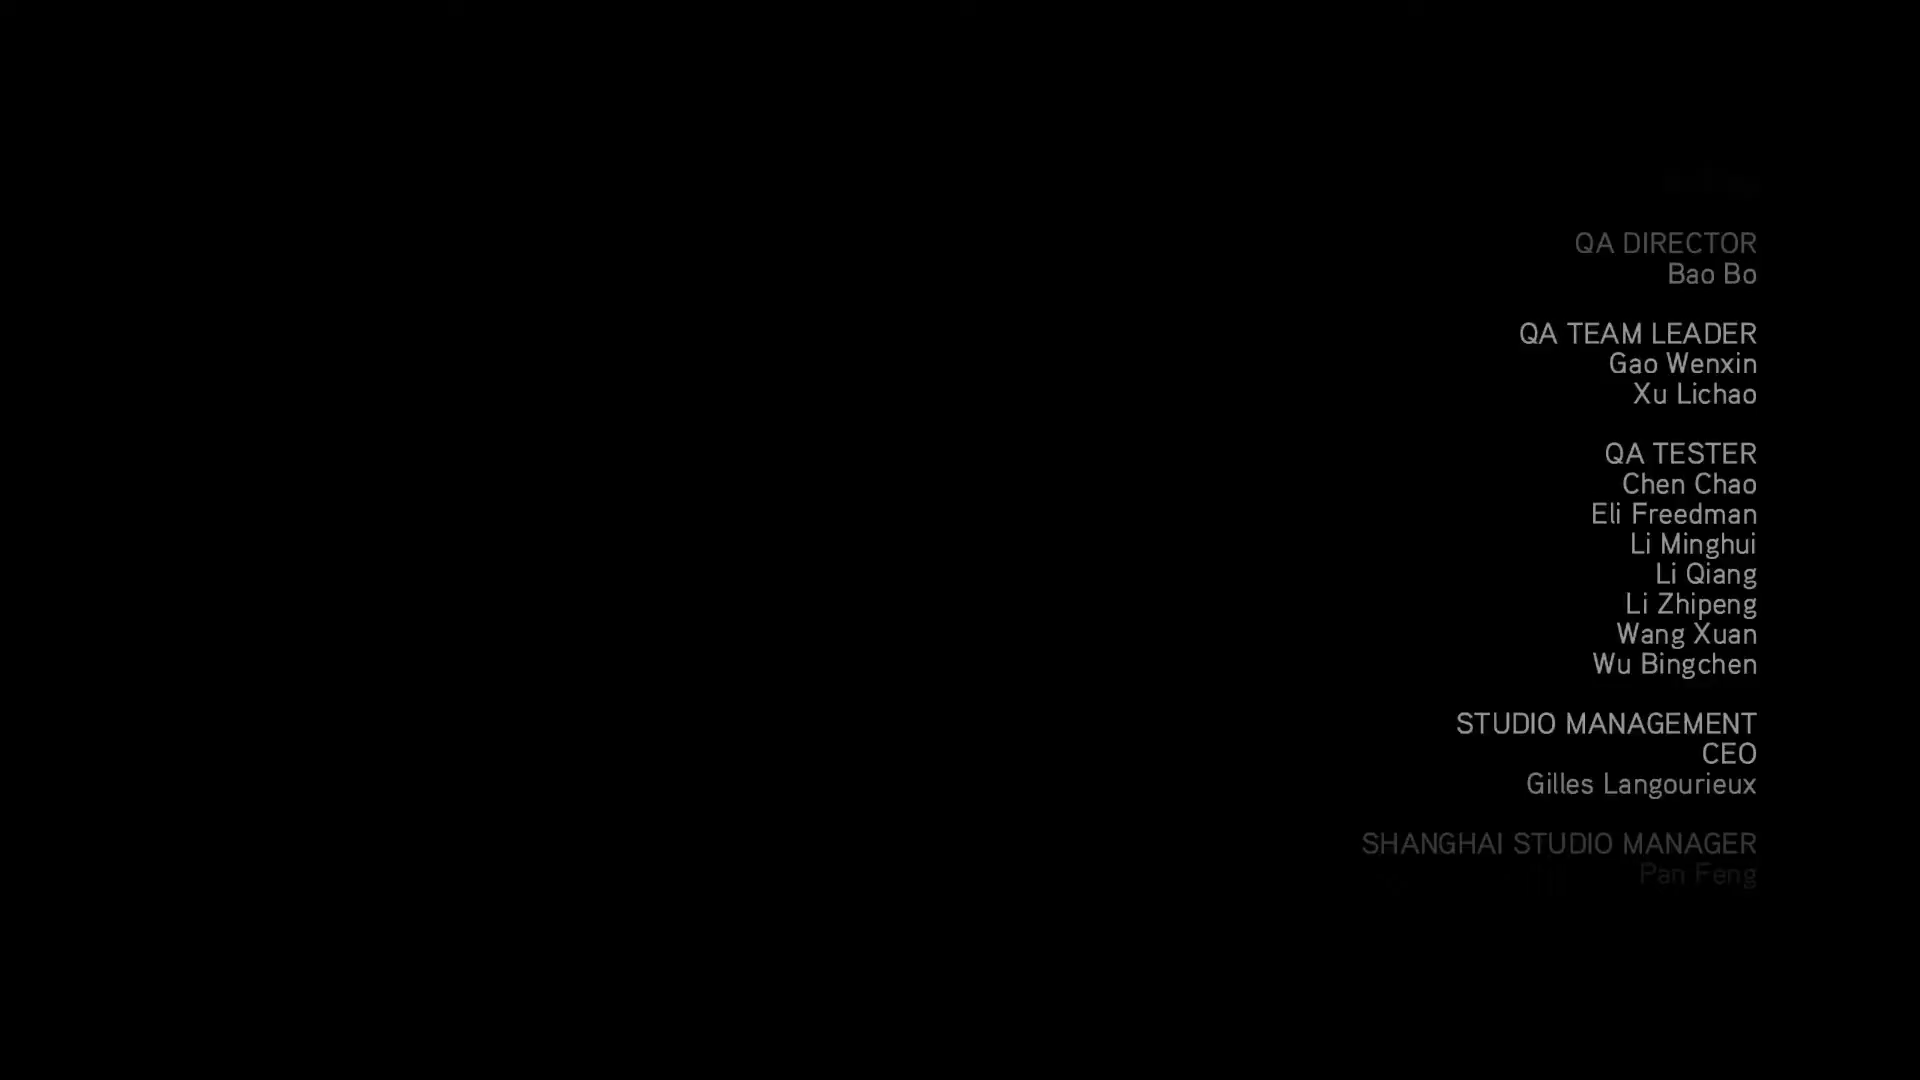 QA DIRECTOR
Bao Bo
QA TEAM LEADER
Gao Wenxin
Xu Lichao
QA TESTER
Chen Chao
Eli Freedman
Li Minghui
Li Qiang
Li Zhipeng
Wang Xuan
Wu Bingchen
STUDIO MANAGEMENT
CEO
Gilles Langourieux
SHANGHAI STUDIO MANAGER
Pan Feng